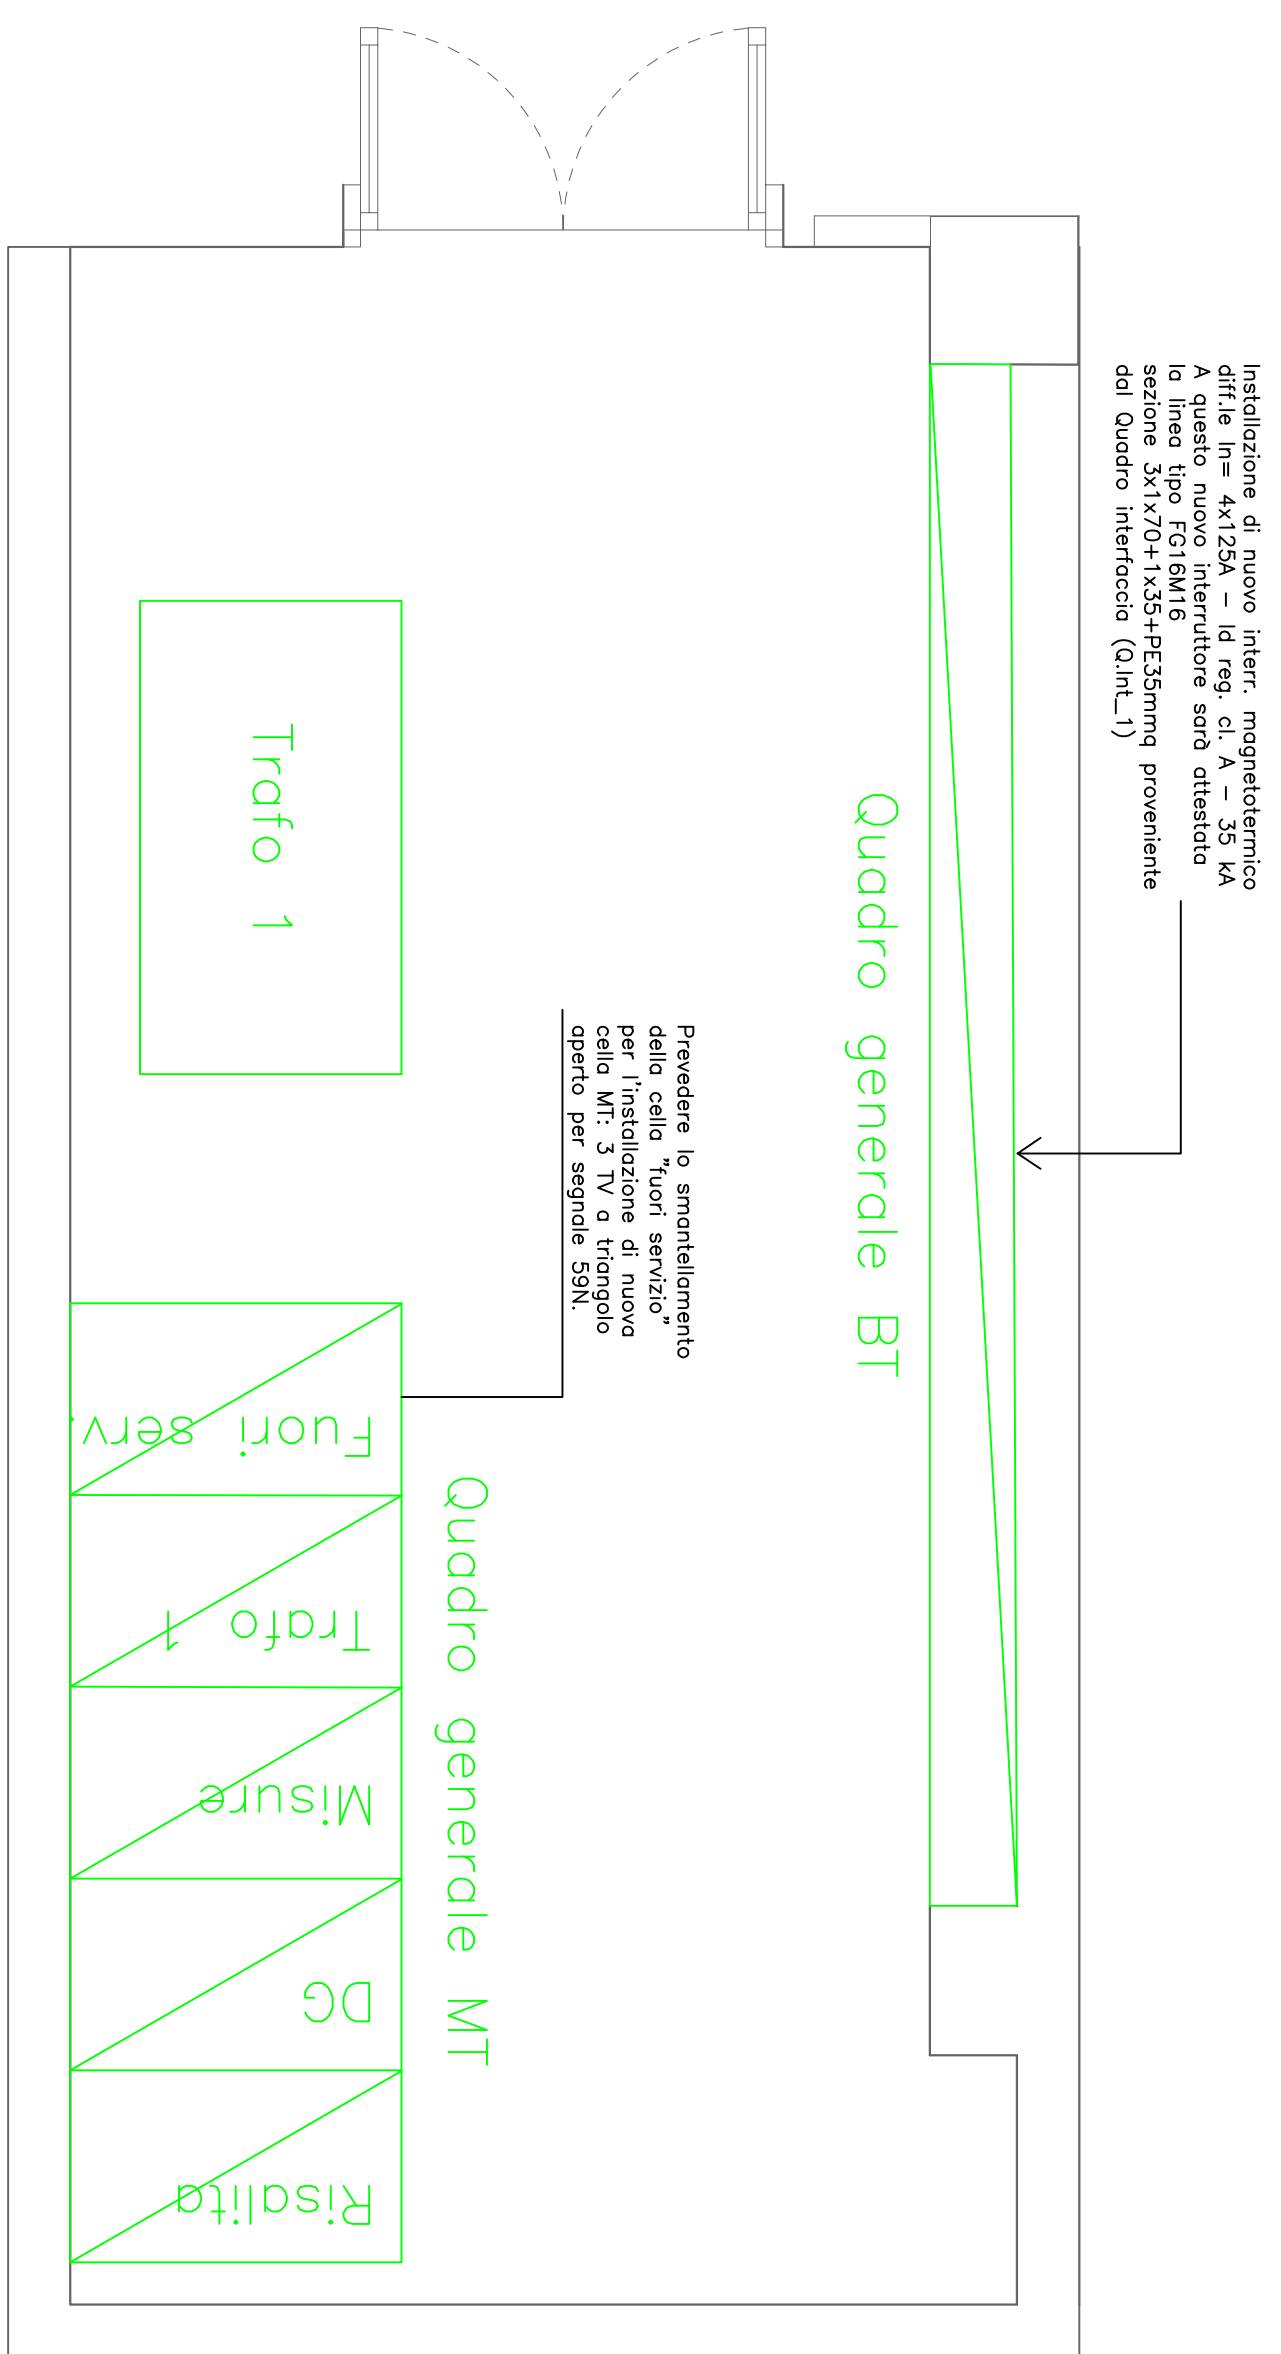 Installazione di nuovo interr. magnetotermico
diff.le In= 4x125A – Id reg. cl. A – 35 kA
A questo nuovo interruttore sarà attestata
la linea tipo FG16M16
sezione 3x1x70+1x35+PE35mmq proveniente
dal Quadro interfaccia (Q.Int_1)
Quadro generale BT
Prevedere lo smantellamento
della cella "fuori servizio"
per l'installazione di nuova
cella MT: 3 TV a triangolo
aperto per segnale 59N.
Trafo 1
Quadro generale MT
Fuori serv.
Trafo 1
Misure
DG
Risalita